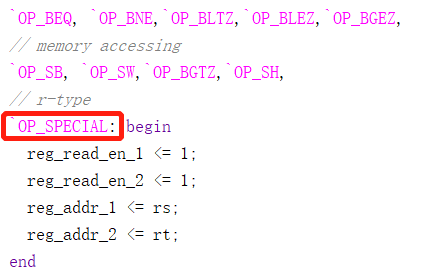 `OP_BEQ, `OP_BNE,`OP_BLTZ,`OP_BLEZ,`OP_BGEZ,
// memory accessing
`OP_SB, `OP_SW,`OP_BGTZ,`OP_SH,
// r-type
`OP_SPECIAL: begin
reg_read_en_1 <= 1;
reg_read_en_2 <= 1;
reg_addr_1 <= rs;
reg_addr_2 <= rt;
end